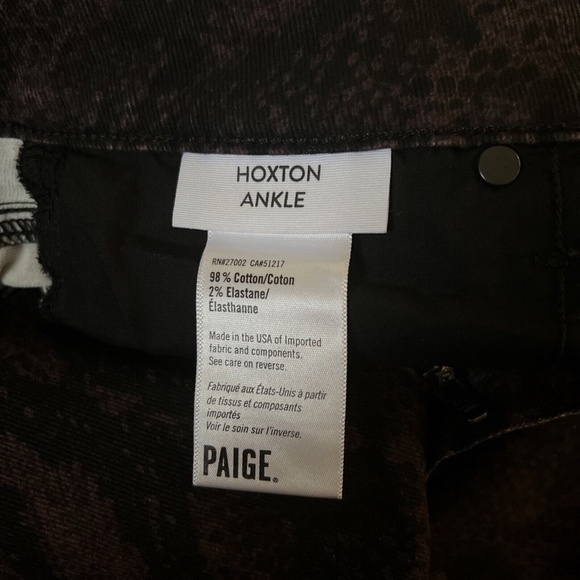 HOXTON
ANKLE
RN#27002 CA#51217
98 % Cotton/Coton
2% Elastane/
Élasthanne
Made in the USA of Imported
fabric and components.
See care on reverse.
Fabriqué aux États-Unis à partir
de tissus et composants
importés
Voir le soin sur l'inverse.
PAIGE®